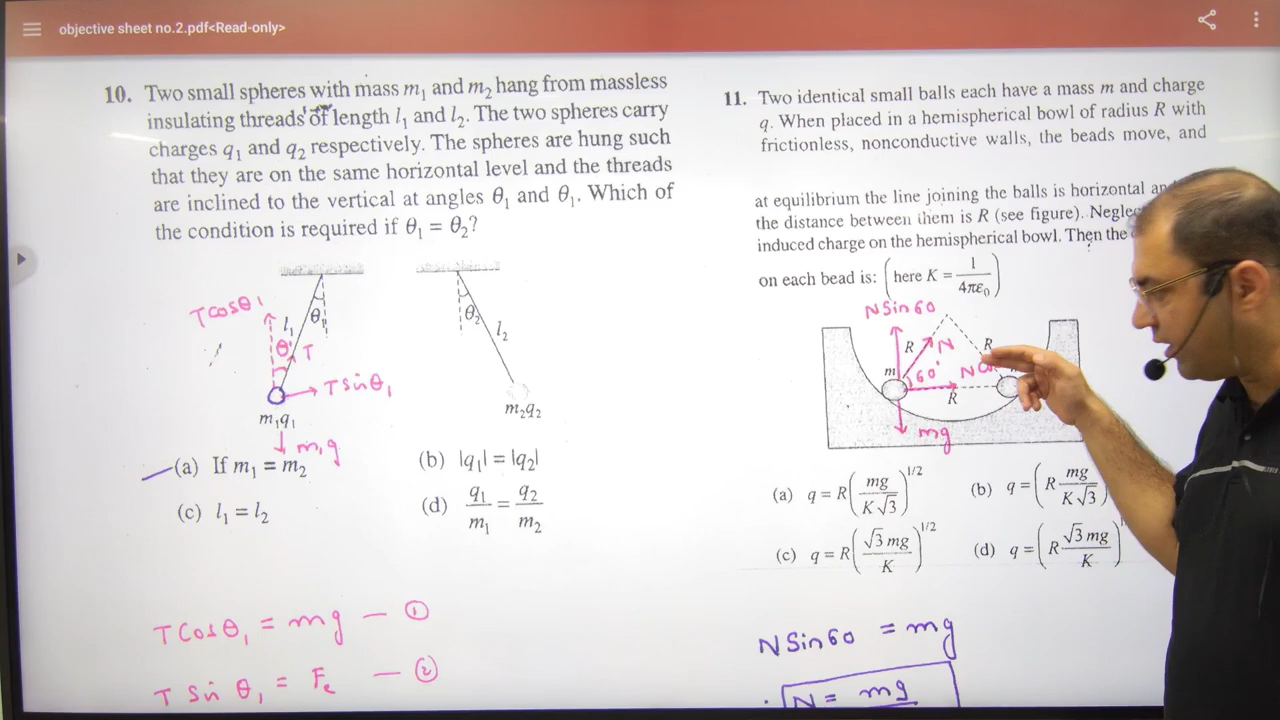 objective sheet no.2.pdf<Read-only>
10. Two small spheres with mass m₁ and m₂ hang from massless
insulating threads of length l₁ and l₂. The two spheres carry
charges q₁ and q₂ respectively. The spheres are hung such
that they are on the same horizontal level and the threads
are inclined to the vertical at angles θ₁ and θ₁. Which of
the condition is required if θ₁ = θ₂?
T cosθ₁
l₁
θ₁
θ₁
T
T sinθ₁
m₁q₁
m₁g
θ₂
l₂
m₂q₂
(a) If m₁ = m₂
(b) |q₁| = |q₂|
(c) l₁ = l₂
(d) q₁/m₁ = q₂/m₂
T cosθ₁ = mg — ①
T sin θ₁ = Fe — ②
11. Two identical small balls each have a mass m and charge
q. When placed in a hemispherical bowl of radius R with
frictionless, nonconductive walls, the beads move, and
at equilibrium the line joining the balls is horizontal
the distance between them is R (see figure).
induced charge on the hemispherical bowl. Then the
on each bead is: (here K = 1/4πε₀)
N Sin 60
R
N
R
m
60°
R
mg
(a) q = R(mg/K√3)^1/2
(b) q = (R mg/K√3)
(c) q = R(√3 mg/K)^1/2
(d) q = (R √3 mg/K)
N Sin 60 = mg
N = mg